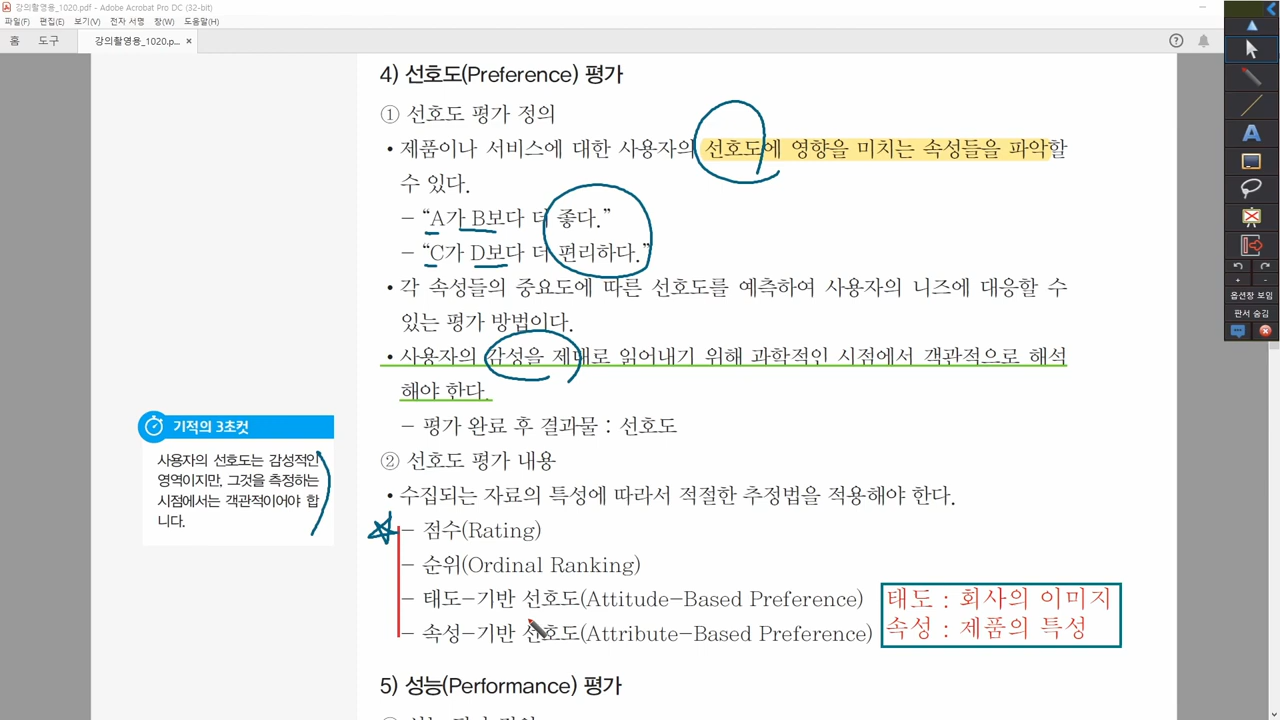 강의촬영용_1020.pdf - Adobe Acrobat Pro DC (32-bit)
파일(F) 편집(E) 보기(V) 전자 서명 창(W) 도움말(H)
홈 도구 강의촬영용_1020.p... ×
4) 선호도(Preference) 평가
① 선호도 평가 정의
• 제품이나 서비스에 대한 사용자의 선호도에 영향을 미치는 속성들을 파악할
수 있다.
- “A가 B보다 더 좋다.”
- “C가 D보다 더 편리하다.”
• 각 속성들의 중요도에 따른 선호도를 예측하여 사용자의 니즈에 대응할 수
있는 평가 방법이다.
• 사용자의 감성을 제대로 읽어내기 위해 과학적인 시점에서 객관적으로 해석
해야 한다.
- 평가 완료 후 결과물 : 선호도
기적의 3초컷
사용자의 선호도는 감성적인
영역이지만, 그것을 측정하는
시점에서는 객관적이어야 합
니다.
② 선호도 평가 내용
• 수집되는 자료의 특성에 따라서 적절한 추정법을 적용해야 한다.
- 점수(Rating)
- 순위(Ordinal Ranking)
- 태도-기반 선호도(Attitude-Based Preference)
- 속성-기반 선호도(Attribute-Based Preference)
태도 : 회사의 이미지
속성 : 제품의 특성
5) 성능(Performance) 평가
옵션장 보임
판서 숨김